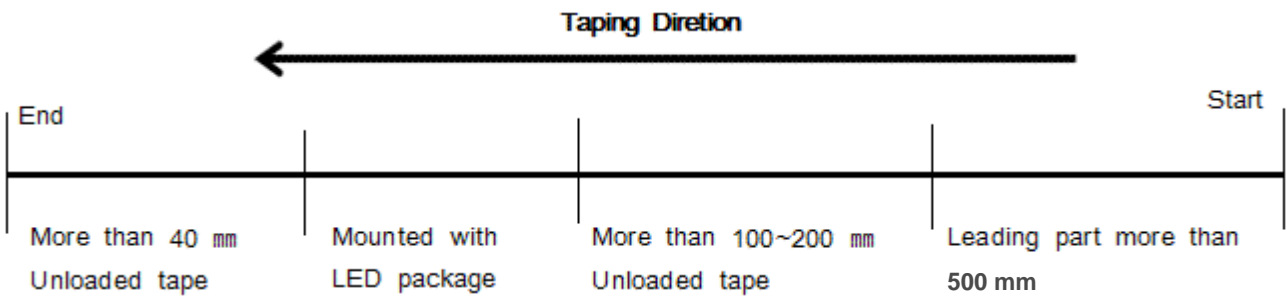 Taping Diretion
End
Start
More than 40 ㎜
Unloaded tape
Mounted with
LED package
More than 100~200 ㎜
Unloaded tape
Leading part more than
500 mm